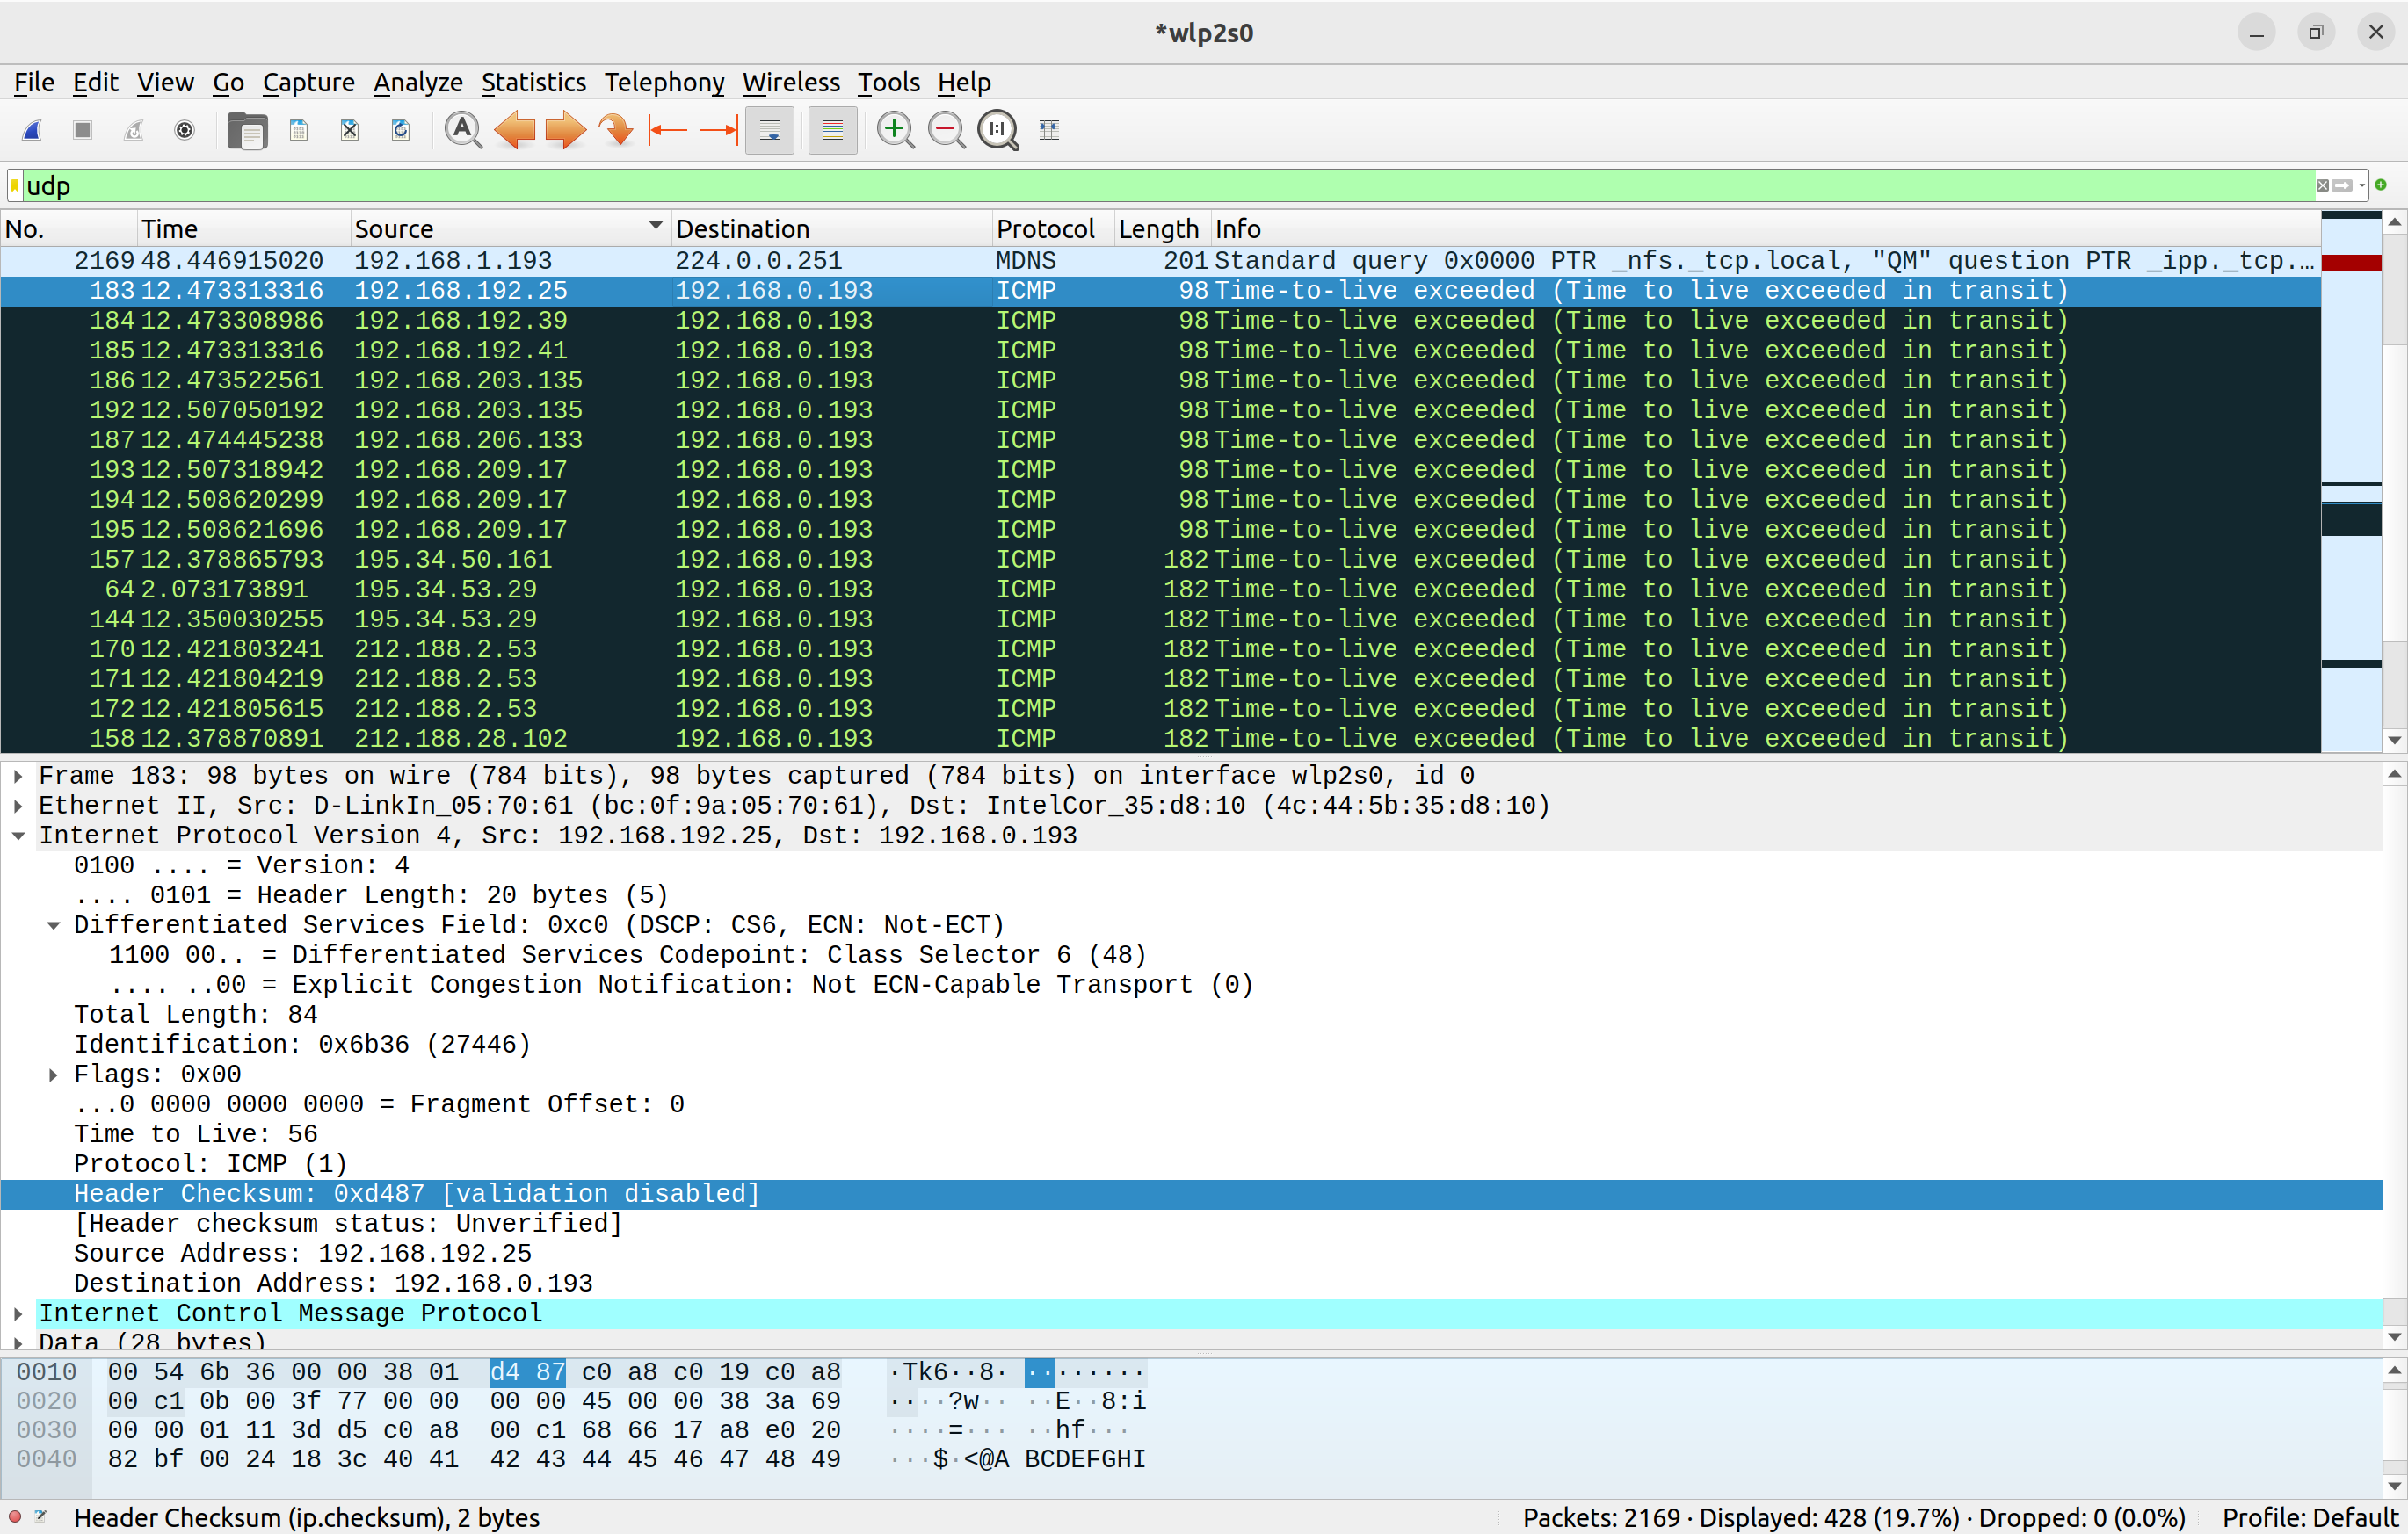 *wlp2s0
File Edit View Go Capture Analyze Statistics Telephony Wireless Tools Help
udp
No. Time Source Destination Protocol Length Info
2169 48.446915020 192.168.1.193 224.0.0.251 MDNS 201 Standard query 0x0000 PTR _nfs._tcp.local, "QM" question PTR _ipp._tcp.…
183 12.473313316 192.168.192.25 192.168.0.193 ICMP 98 Time-to-live exceeded (Time to live exceeded in transit)
184 12.473308986 192.168.192.39 192.168.0.193 ICMP 98 Time-to-live exceeded (Time to live exceeded in transit)
185 12.473313316 192.168.192.41 192.168.0.193 ICMP 98 Time-to-live exceeded (Time to live exceeded in transit)
186 12.473522561 192.168.203.135 192.168.0.193 ICMP 98 Time-to-live exceeded (Time to live exceeded in transit)
192 12.507050192 192.168.203.135 192.168.0.193 ICMP 98 Time-to-live exceeded (Time to live exceeded in transit)
187 12.474445238 192.168.206.133 192.168.0.193 ICMP 98 Time-to-live exceeded (Time to live exceeded in transit)
193 12.507318942 192.168.209.17 192.168.0.193 ICMP 98 Time-to-live exceeded (Time to live exceeded in transit)
194 12.508620299 192.168.209.17 192.168.0.193 ICMP 98 Time-to-live exceeded (Time to live exceeded in transit)
195 12.508621696 192.168.209.17 192.168.0.193 ICMP 98 Time-to-live exceeded (Time to live exceeded in transit)
157 12.378865793 195.34.50.161 192.168.0.193 ICMP 182 Time-to-live exceeded (Time to live exceeded in transit)
64 2.073173891 195.34.53.29 192.168.0.193 ICMP 182 Time-to-live exceeded (Time to live exceeded in transit)
144 12.350030255 195.34.53.29 192.168.0.193 ICMP 182 Time-to-live exceeded (Time to live exceeded in transit)
170 12.421803241 212.188.2.53 192.168.0.193 ICMP 182 Time-to-live exceeded (Time to live exceeded in transit)
171 12.421804219 212.188.2.53 192.168.0.193 ICMP 182 Time-to-live exceeded (Time to live exceeded in transit)
172 12.421805615 212.188.2.53 192.168.0.193 ICMP 182 Time-to-live exceeded (Time to live exceeded in transit)
158 12.378870891 212.188.28.102 192.168.0.193 ICMP 182 Time-to-live exceeded (Time to live exceeded in transit)
Frame 183: 98 bytes on wire (784 bits), 98 bytes captured (784 bits) on interface wlp2s0, id 0
Ethernet II, Src: D-LinkIn_05:70:61 (bc:0f:9a:05:70:61), Dst: IntelCor_35:d8:10 (4c:44:5b:35:d8:10)
Internet Protocol Version 4, Src: 192.168.192.25, Dst: 192.168.0.193
0100 .... = Version: 4
.... 0101 = Header Length: 20 bytes (5)
Differentiated Services Field: 0xc0 (DSCP: CS6, ECN: Not-ECT)
1100 00.. = Differentiated Services Codepoint: Class Selector 6 (48)
.... ..00 = Explicit Congestion Notification: Not ECN-Capable Transport (0)
Total Length: 84
Identification: 0x6b36 (27446)
Flags: 0x00
...0 0000 0000 0000 = Fragment Offset: 0
Time to Live: 56
Protocol: ICMP (1)
Header Checksum: 0xd487 [validation disabled]
[Header checksum status: Unverified]
Source Address: 192.168.192.25
Destination Address: 192.168.0.193
Internet Control Message Protocol
Data (28 bytes)
0010 00 54 6b 36 00 00 38 01 d4 87 c0 a8 c0 19 c0 a8 ·Tk6··8· ········
0020 00 c1 0b 00 3f 77 00 00 00 00 45 00 00 38 3a 69 ····?w·· ··E··8:i
0030 00 00 01 11 3d d5 c0 a8 00 c1 68 66 17 a8 e0 20 ····=··· ··hf··· 
0040 82 bf 00 24 18 3c 40 41 42 43 44 45 46 47 48 49 ···$·<@A BCDEFGHI
Header Checksum (ip.checksum), 2 bytes Packets: 2169 · Displayed: 428 (19.7%) · Dropped: 0 (0.0%) Profile: Default